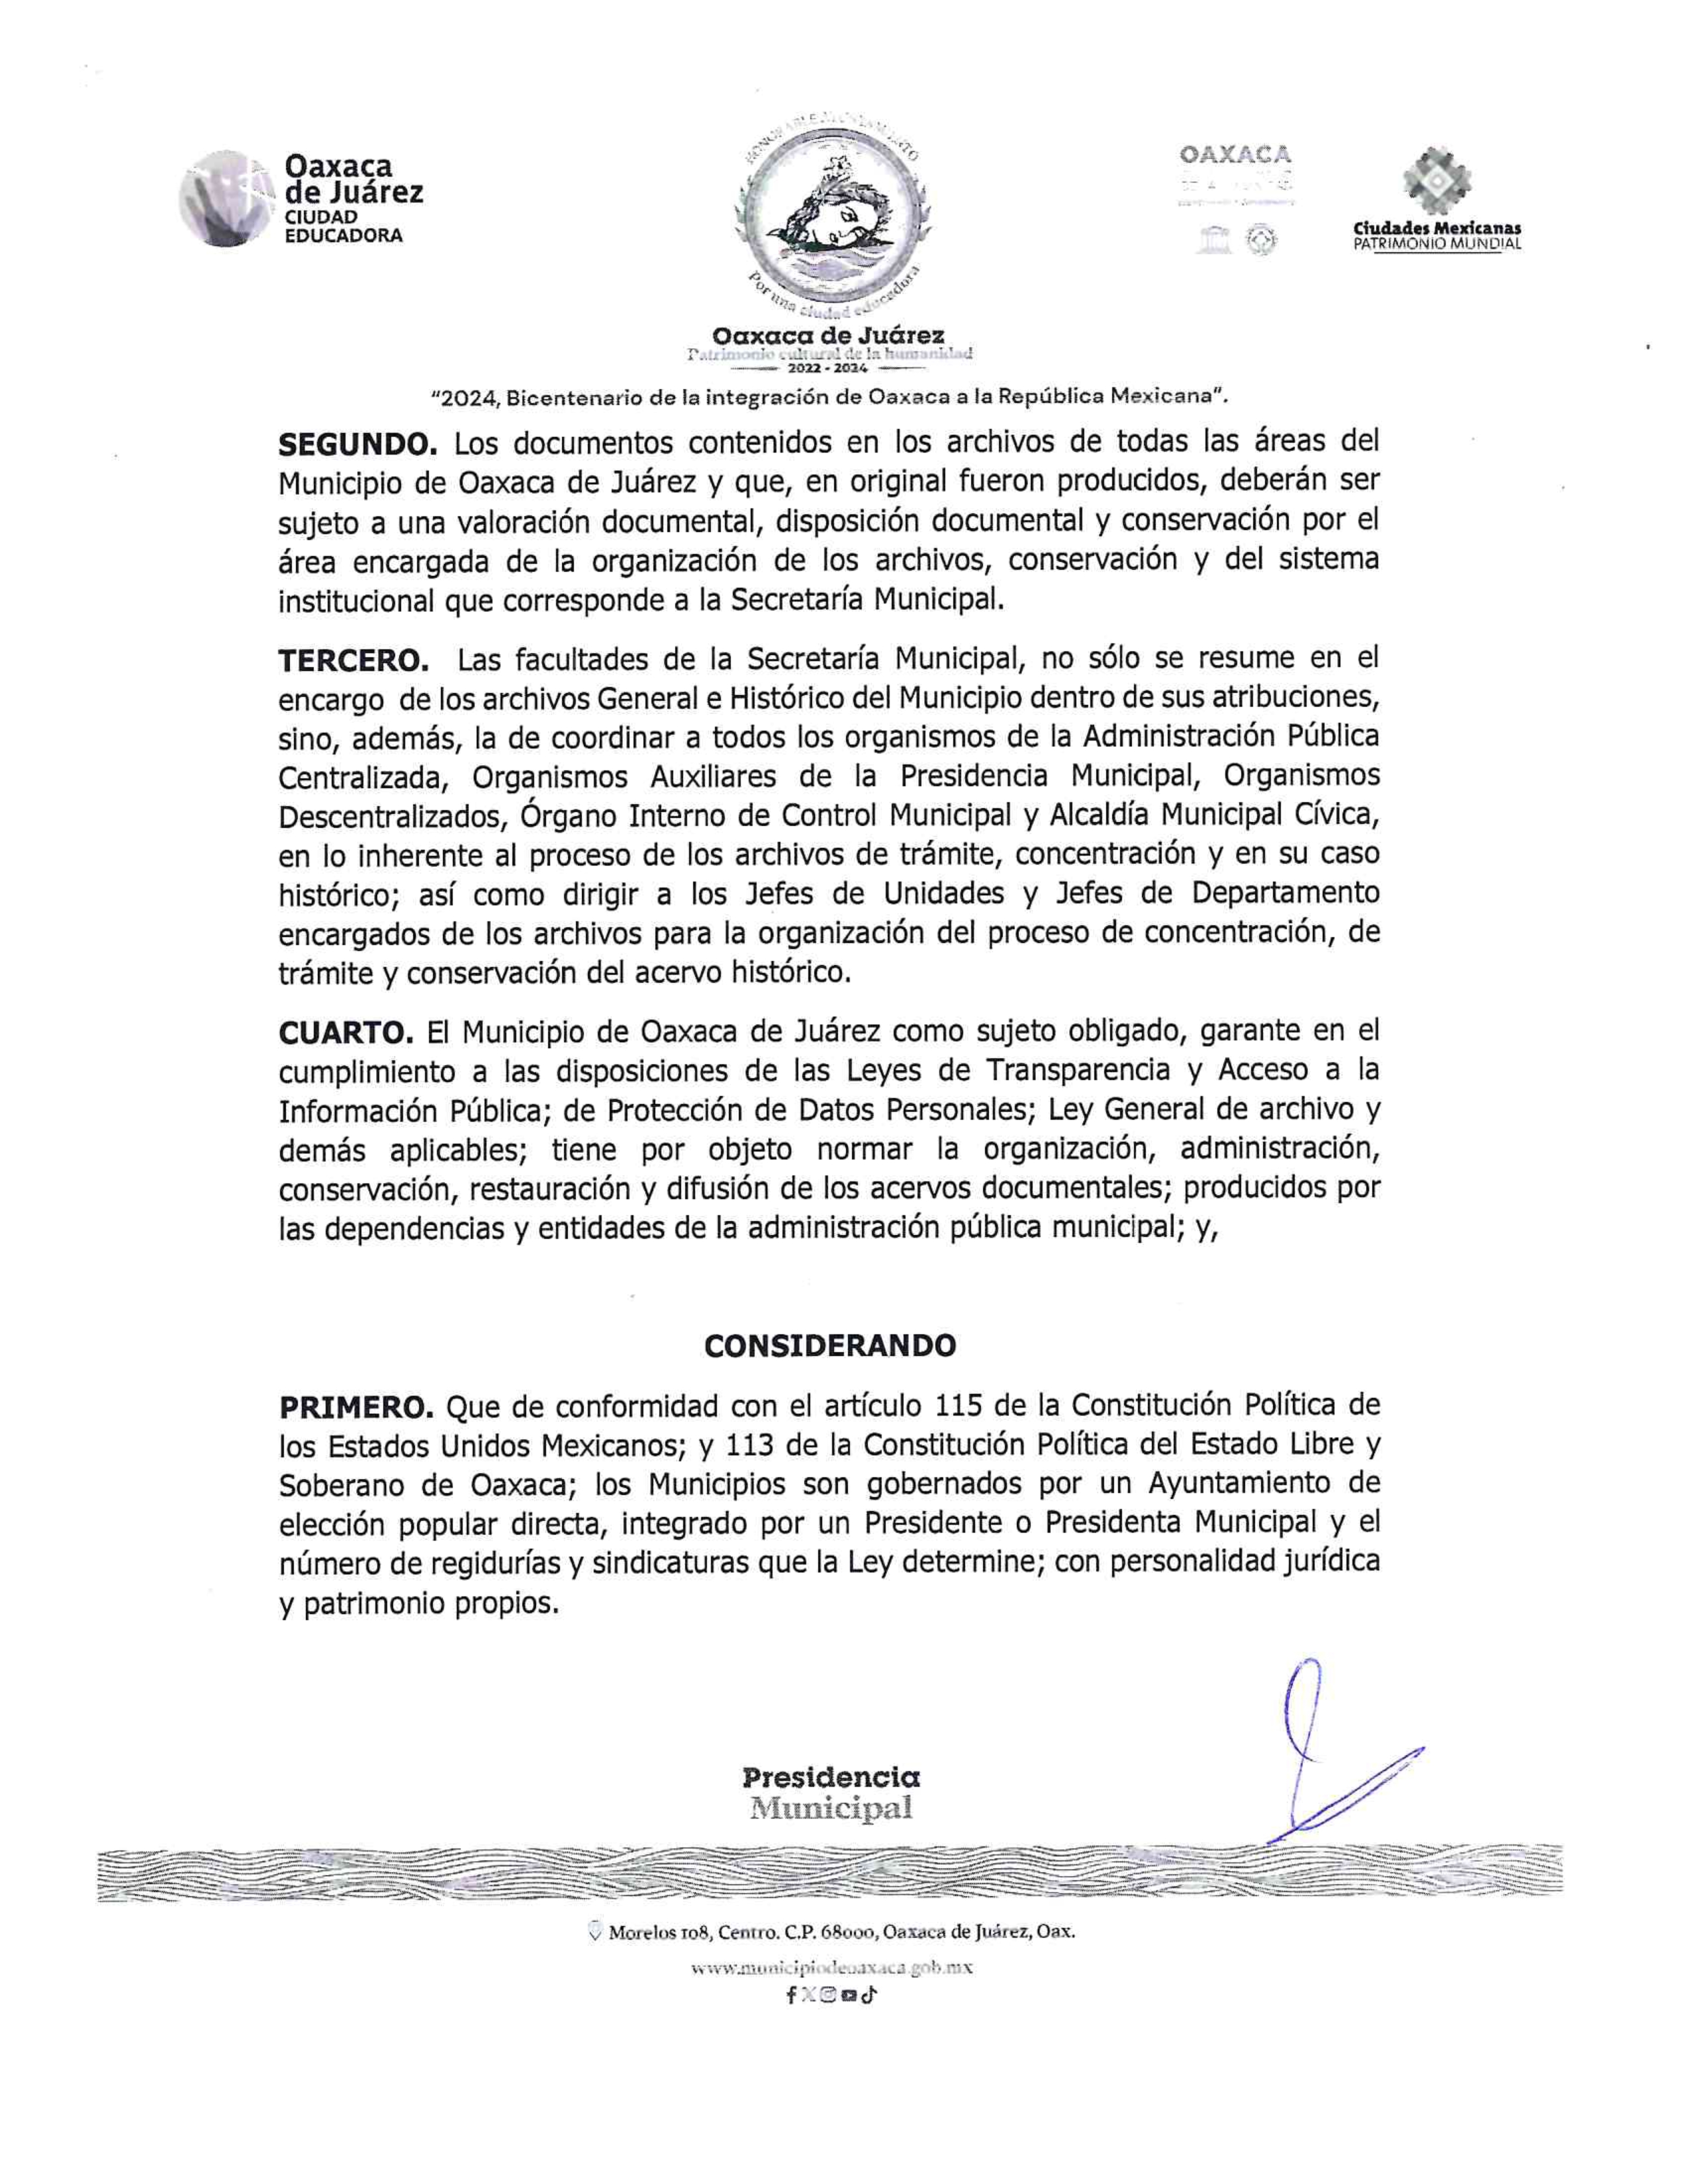 Oaxaca
de Juárez
CIUDAD
EDUCADORA
HONORABLE AYUNTAMIENTO
Por una ciudad educadora
Oaxaca de Juárez
Patrimonio cultural de la humanidad
2022 - 2024
OAXACA
Ciudades Mexicanas
PATRIMONIO MUNDIAL
"2024, Bicentenario de la integración de Oaxaca a la República Mexicana".
SEGUNDO. Los documentos contenidos en los archivos de todas las áreas del
Municipio de Oaxaca de Juárez y que, en original fueron producidos, deberán ser
sujeto a una valoración documental, disposición documental y conservación por el
área encargada de la organización de los archivos, conservación y del sistema
institucional que corresponde a la Secretaría Municipal.
TERCERO. Las facultades de la Secretaría Municipal, no sólo se resume en el
encargo de los archivos General e Histórico del Municipio dentro de sus atribuciones,
sino, además, la de coordinar a todos los organismos de la Administración Pública
Centralizada, Organismos Auxiliares de la Presidencia Municipal, Organismos
Descentralizados, Órgano Interno de Control Municipal y Alcaldía Municipal Cívica,
en lo inherente al proceso de los archivos de trámite, concentración y en su caso
histórico; así como dirigir a los Jefes de Unidades y Jefes de Departamento
encargados de los archivos para la organización del proceso de concentración, de
trámite y conservación del acervo histórico.
CUARTO. El Municipio de Oaxaca de Juárez como sujeto obligado, garante en el
cumplimiento a las disposiciones de las Leyes de Transparencia y Acceso a la
Información Pública; de Protección de Datos Personales; Ley General de archivo y
demás aplicables; tiene por objeto normar la organización, administración,
conservación, restauración y difusión de los acervos documentales; producidos por
las dependencias y entidades de la administración pública municipal; y,
CONSIDERANDO
PRIMERO. Que de conformidad con el artículo 115 de la Constitución Política de
los Estados Unidos Mexicanos; y 113 de la Constitución Política del Estado Libre y
Soberano de Oaxaca; los Municipios son gobernados por un Ayuntamiento de
elección popular directa, integrado por un Presidente o Presidenta Municipal y el
número de regidurías y sindicaturas que la Ley determine; con personalidad jurídica
y patrimonio propios.
Presidencia
Municipal
Morelos 108, Centro. C.P. 68000, Oaxaca de Juárez, Oax.
www.municipiodeoaxaca.gob.mx